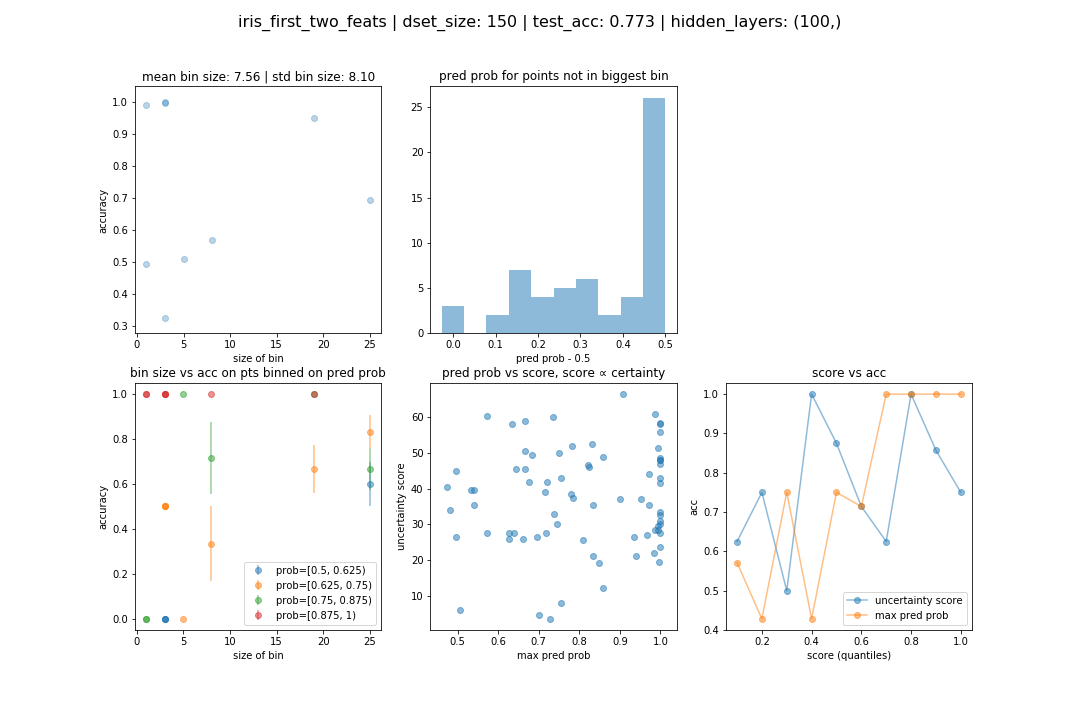 iris_first_two_feats | dset_size: 150 | test_acc: 0.773 | hidden_layers: (100,)
mean bin size: 7.56 | std bin size: 8.10
accuracy
1.0
0.9
0.8
0.7
0.6
0.5
0.4
0.3
0 5 10 15 20 25
size of bin
pred prob for points not in biggest bin
25
20
15
10
5
0
0.0 0.1 0.2 0.3 0.4 0.5
pred prob - 0.5
bin size vs acc on pts binned on pred prob
accuracy
1.0
0.8
0.6
0.4
0.2
0.0
prob=[0.5, 0.625)
prob=[0.625, 0.75)
prob=[0.75, 0.875)
prob=[0.875, 1)
0 5 10 15 20 25
size of bin
pred prob vs score, score ∝ certainty
uncertainty score
60
50
40
30
20
10
0.5 0.6 0.7 0.8 0.9 1.0
max pred prob
score vs acc
acc
1.0
0.9
0.8
0.7
0.6
0.5
0.4
uncertainty score
max pred prob
0.2 0.4 0.6 0.8 1.0
score (quantiles)